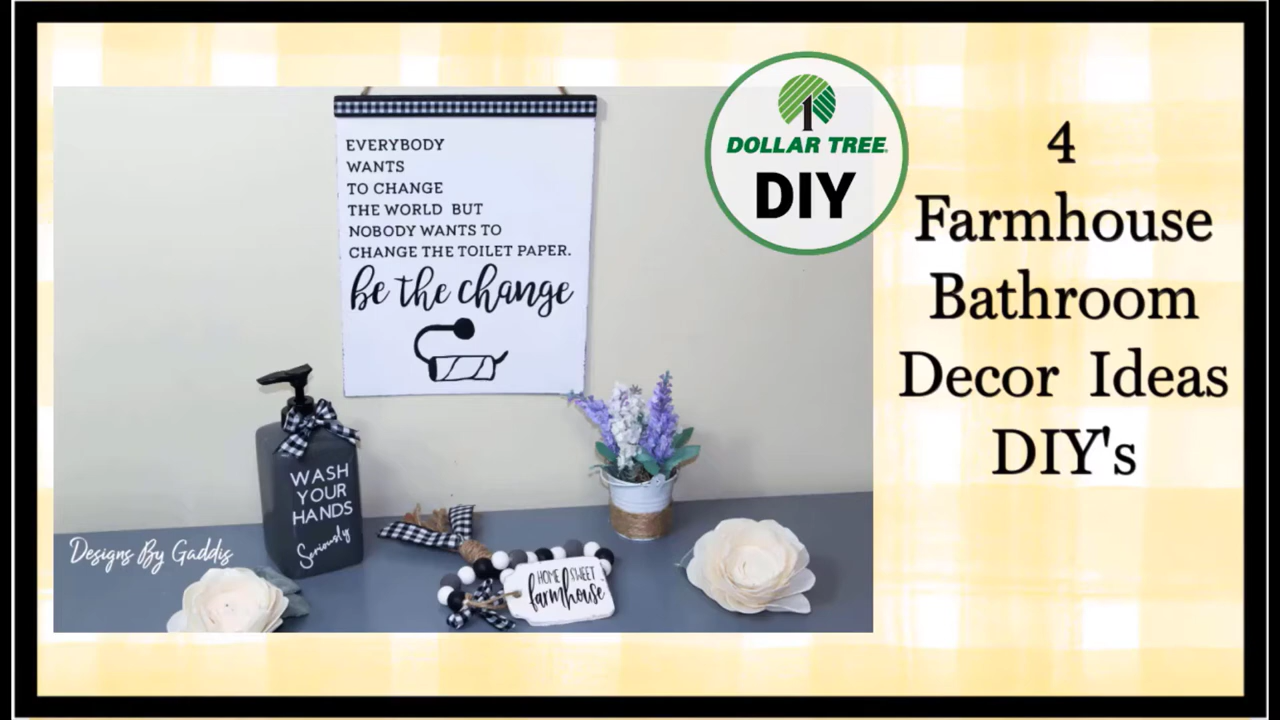 EVERYBODY
WANTS
TO CHANGE
THE WORLD BUT
NOBODY WANTS TO
CHANGE THE TOILET PAPER.
be the change
WASH
YOUR
HANDS
Seriously
HOME SWEET
farmhouse
Designs By Gaddis
1
DOLLAR TREE
DIY
4
Farmhouse
Bathroom
Decor Ideas
DIY's